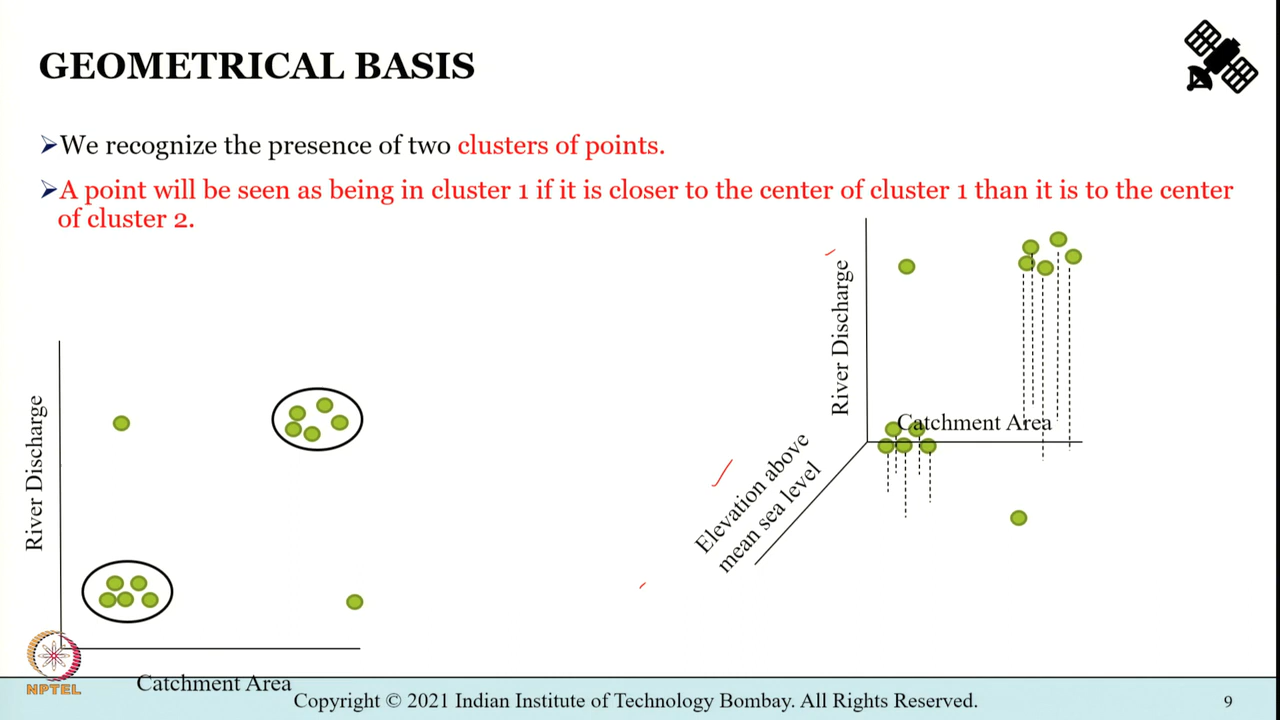 GEOMETRICAL BASIS
➢We recognize the presence of two clusters of points.
➢A point will be seen as being in cluster 1 if it is closer to the center of cluster 1 than it is to the center
of cluster 2.
River Discharge
Catchment Area
River Discharge
Catchment Area
Elevation above
mean sea level
NPTEL
Copyright © 2021 Indian Institute of Technology Bombay. All Rights Reserved.
9